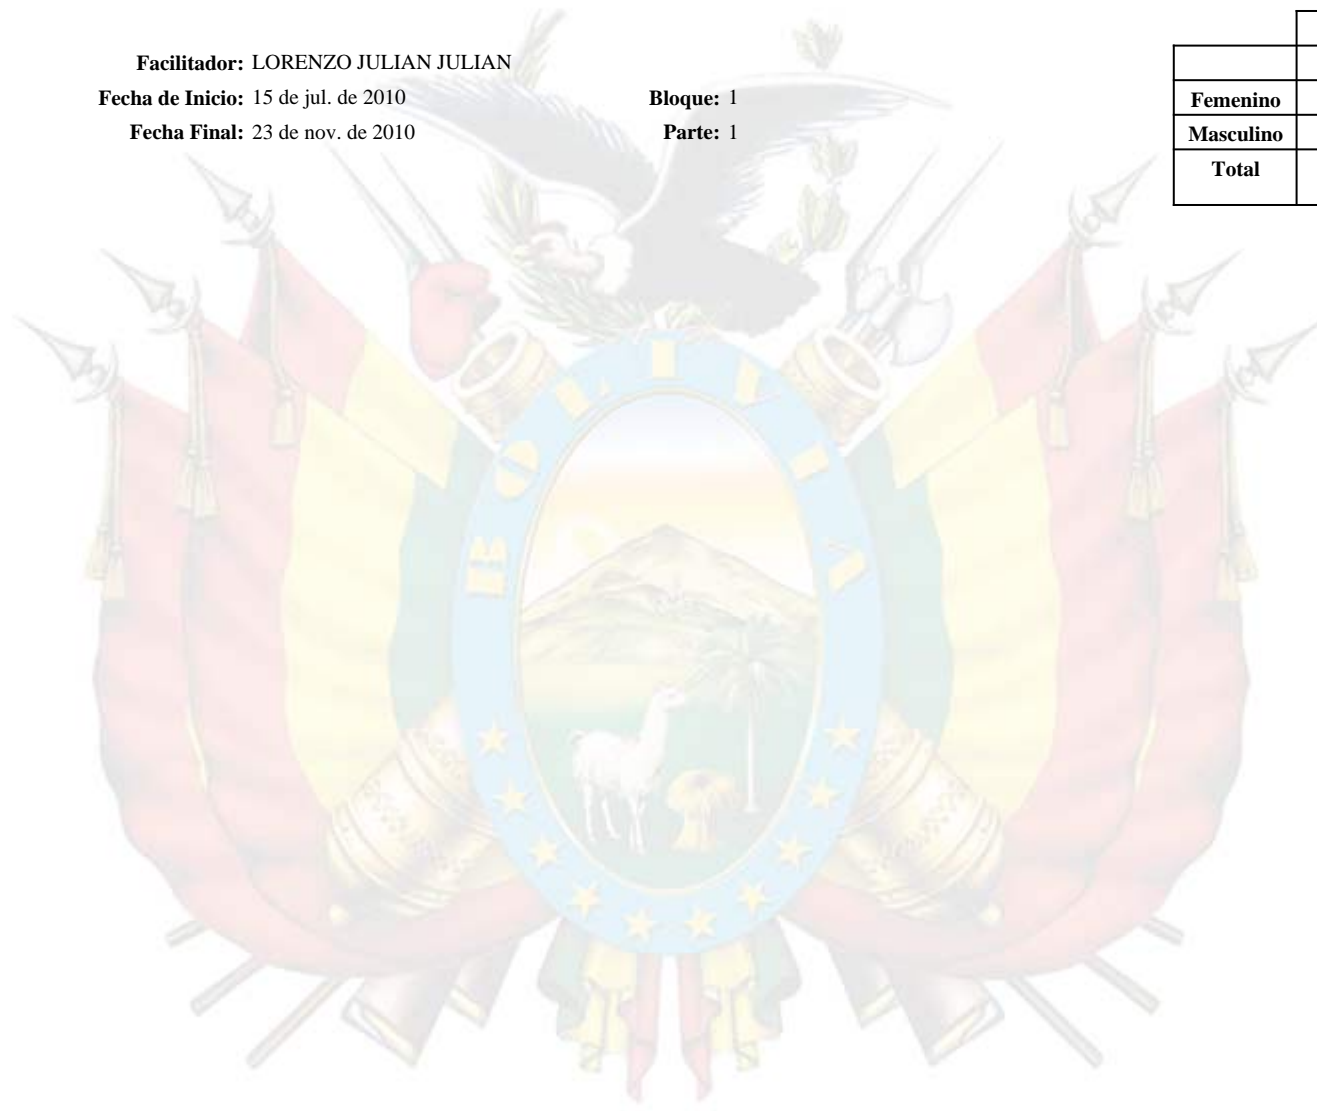 Facilitador: LORENZO JULIAN JULIAN
Fecha de Inicio: 15 de jul. de 2010 Bloque: 1
Fecha Final: 23 de nov. de 2010 Parte: 1
Femenino
Masculino
Total
BOLIVIA